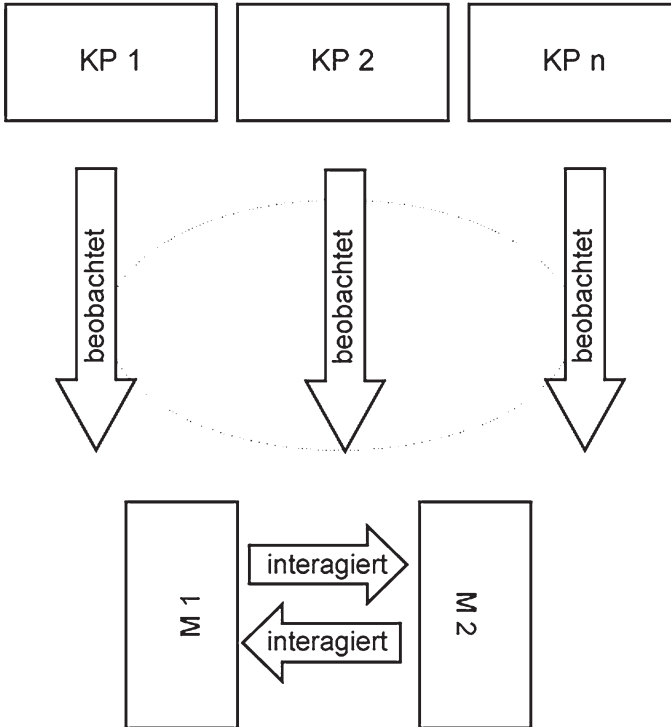 KP 1
KP 2
KP n
beobachtet
beobachtet
beobachtet
M 1
interagiert
interagiert
M 2